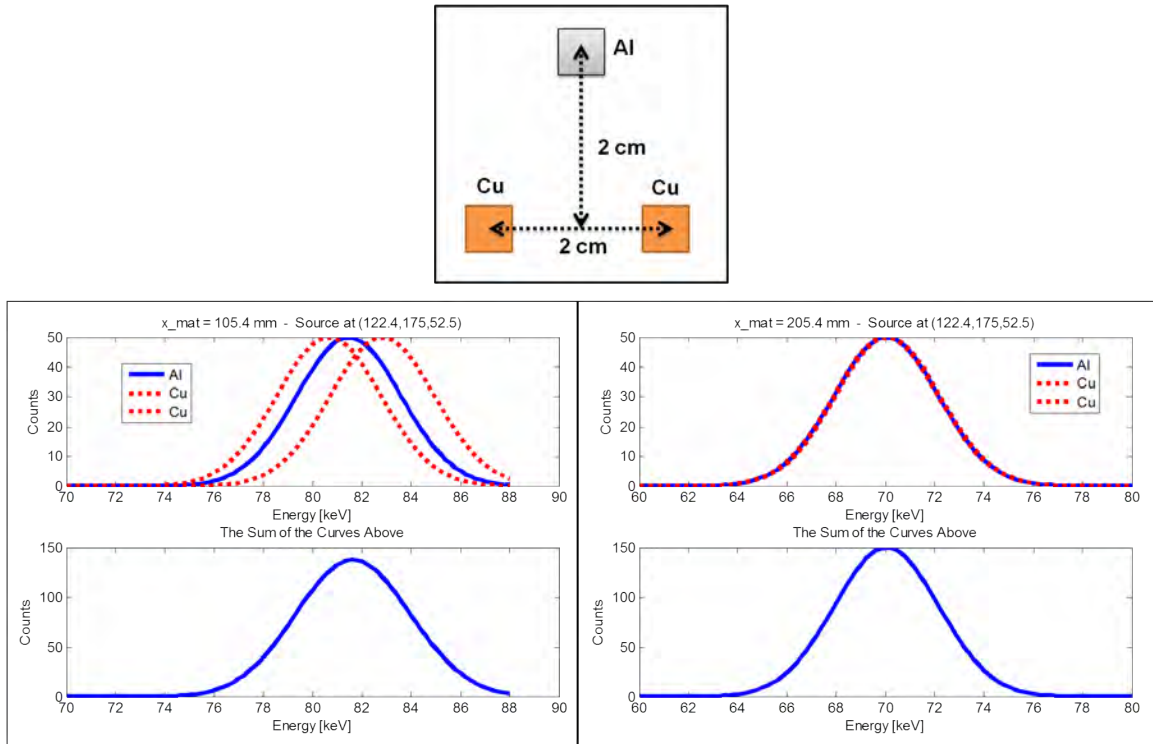 Al
2 cm
Cu Cu
2 cm
x_mat = 105.4 mm - Source at (122.4,175,52.5)
50
40
30
20
10
0
Counts
Al
Cu
Cu
70 72 74 76 78 80 82 84 86 88 90
Energy [keV]
The Sum of the Curves Above
150
100
50
0
Counts
70 72 74 76 78 80 82 84 86 88 90
Energy [keV]
x_mat = 205.4 mm - Source at (122.4,175,52.5)
50
40
30
20
10
0
Counts
Al
Cu
Cu
60 62 64 66 68 70 72 74 76 78 80
Energy [keV]
The Sum of the Curves Above
150
100
50
0
Counts
60 62 64 66 68 70 72 74 76 78 80
Energy [keV]